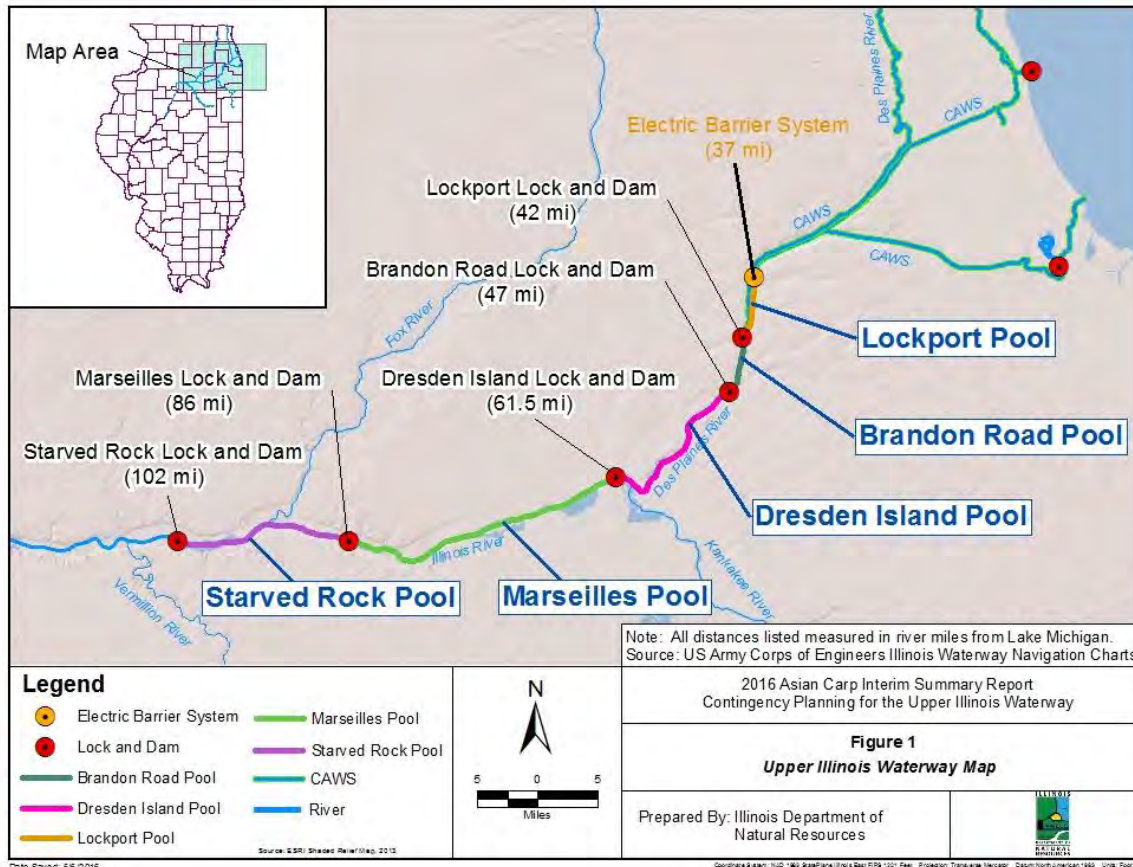 Map Area
Des Plaines River
CAWS
Electric Barrier System
(37 mi)
Lockport Lock and Dam
(42 mi)
CAWS
CAWS
Brandon Road Lock and Dam
(47 mi)
Lockport Pool
Fox River
Marseilles Lock and Dam
(86 mi)
Dresden Island Lock and Dam
(61.5 mi)
Brandon Road Pool
Des Plaines River
Starved Rock Lock and Dam
(102 mi)
Dresden Island Pool
Illinois River
Kankakee River
Starved Rock Pool
Marseilles Pool
Vermillion River
Note: All distances listed measured in river miles from Lake Michigan.
Source: US Army Corps of Engineers Illinois Waterway Navigation Charts
Legend
Electric Barrier System
Lock and Dam
Brandon Road Pool
Dresden Island Pool
Lockport Pool
Marseilles Pool
Starved Rock Pool
CAWS
River
Source: ESRI Shaded Relief Map, 2013
N
5 0 5
Miles
2016 Asian Carp Interim Summary Report
Contingency Planning for the Upper Illinois Waterway
Figure 1
Upper Illinois Waterway Map
Prepared By: Illinois Department of
Natural Resources
ILLINOIS
NATURAL
RESOURCES